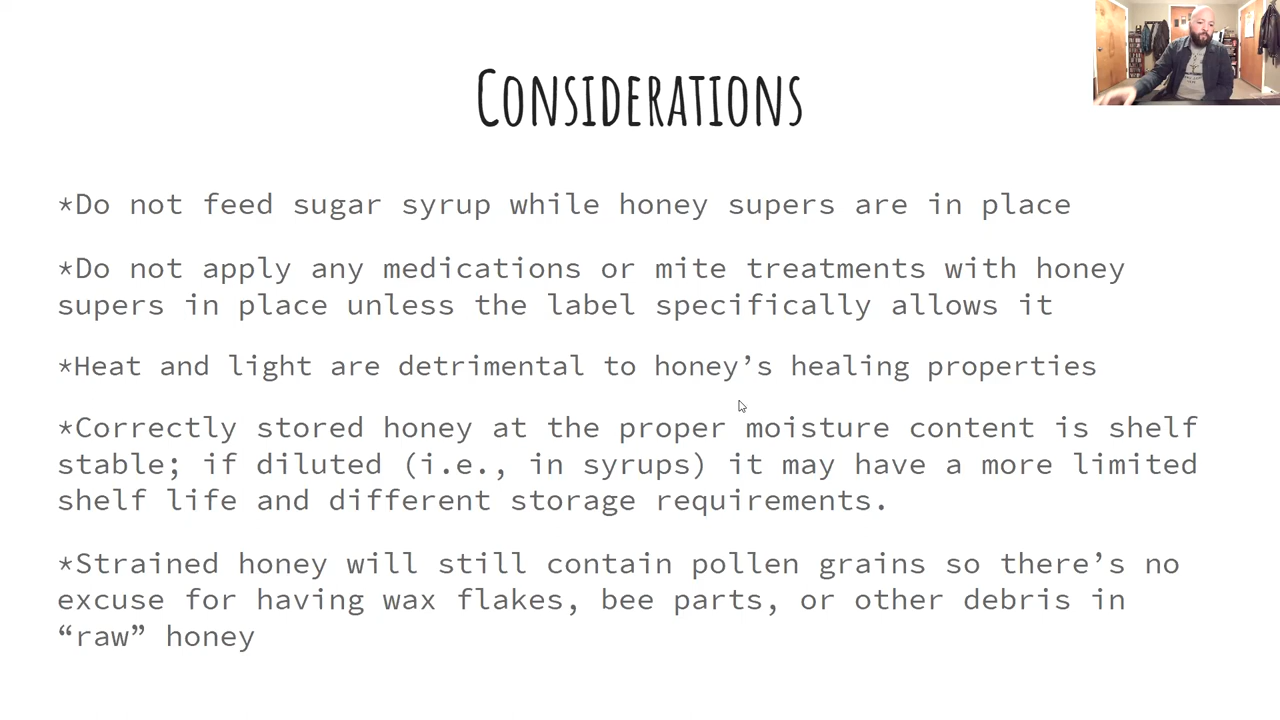 CONSIDERATIONS
*Do not feed sugar syrup while honey supers are in place
*Do not apply any medications or mite treatments with honey
supers in place unless the label specifically allows it
*Heat and light are detrimental to honey’s healing properties
*Correctly stored honey at the proper moisture content is shelf
stable; if diluted (i.e., in syrups) it may have a more limited
shelf life and different storage requirements.
*Strained honey will still contain pollen grains so there’s no
excuse for having wax flakes, bee parts, or other debris in
“raw” honey